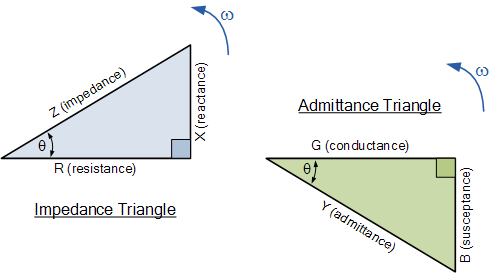 ω
Z (impedance)
X (reactance)
θ
R (resistance)
Impedance Triangle
ω
Admittance Triangle
G (conductance)
θ
Y (admittance)
B (susceptance)